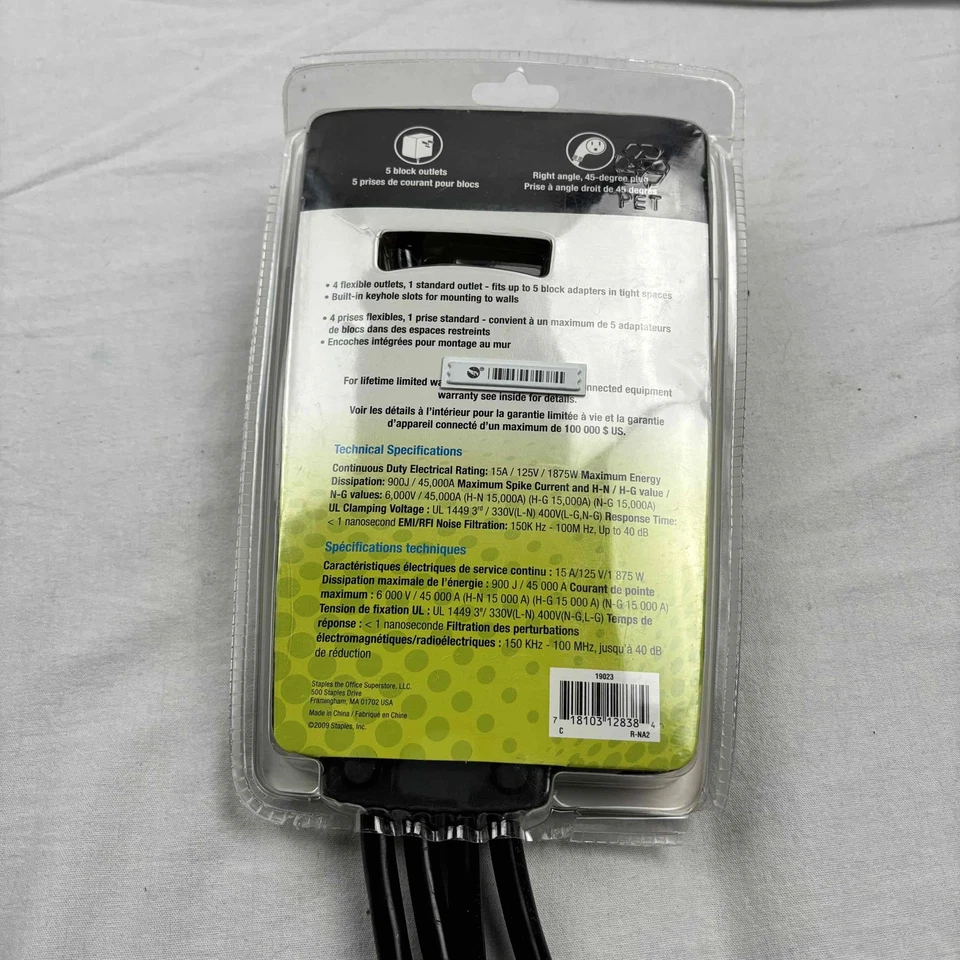 5 block outlets
5 prises de courant pour blocs
Right angle, 45-degree plug
Prise à angle droit de 45 degrés
PET
• 4 flexible outlets, 1 standard outlet - fits up to 5 block adapters in tight spaces
• Built-in keyhole slots for mounting to walls
• 4 prises flexibles, 1 prise standard - convient à un maximum de 5 adaptateurs
de blocs dans des espaces restreints
• Encoches intégrées pour montage au mur
For lifetime limited equipment
warranty see inside for details.
Voir les détails à l'intérieur pour la garantie limitée à vie et la garantie
d'appareil connecté d'un maximum de 100 000 $ US.
Technical Specifications
Continuous Duty Electrical Rating: 15A / 125V / 1875W Maximum Energy
Dissipation: 900J / 45,000A Maximum Spike Current and H-N / H-G value /
N-G values: 6,000V / 45,000A (H-N 15,000A) (H-G 15,000A) (N-G 15,000A)
UL Clamping Voltage : UL 1449 3rd / 330V(L-N) 400V(L-G,N-G) Response Time:
< 1 nanosecond EMI/RFI Noise Filtration: 150K Hz - 100M Hz, Up to 40 dB
Spécifications techniques
Caractéristiques électriques de service continu : 15 A/125 V/1 875 W
Dissipation maximale de l'énergie : 900 J / 45 000 A Courant de pointe
maximum : 6 000 V / 45 000 A (H-N 15 000 A) (H-G 15 000 A) (N-G 15 000 A)
Tension de fixation UL : UL 1449 3e/ 330V(L-N) 400V(N-G,L-G) Temps de
réponse : < 1 nanoseconde Filtration des perturbations
électromagnétiques/radioélectriques : 150 KHz - 100 MHz, jusqu'à 40 dB
de réduction
Staples the Office Superstore, LLC.
500 Staples Drive
Framingham, MA 01702 USA
Made in China / Fabriqué en Chine
©2009 Staples, Inc.
19023
7 18103 12838 4
C R-NA2